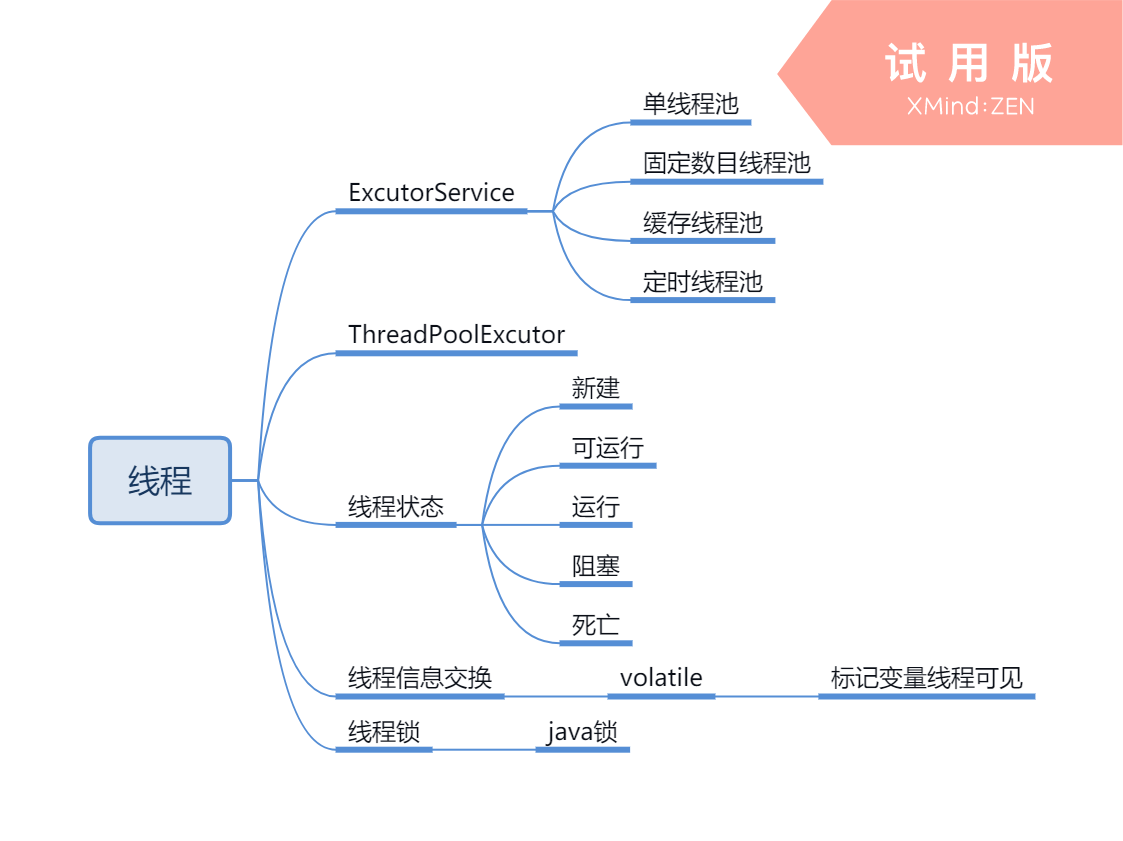 试用版
XMind:ZEN
线程
ExcutorService
单线程池
固定数目线程池
缓存线程池
定时线程池
ThreadPoolExcutor
线程状态
新建
可运行
运行
阻塞
死亡
线程信息交换
volatile
标记变量线程可见
线程锁
java锁